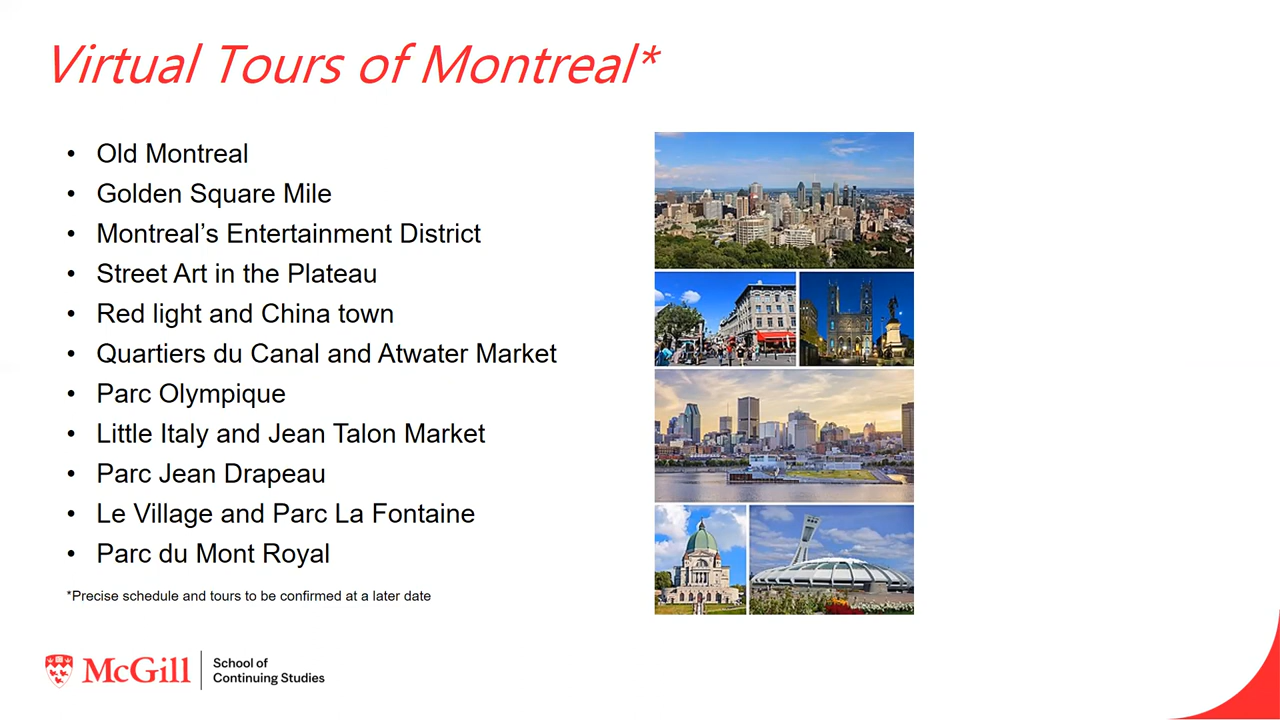 Virtual Tours of Montreal*
• Old Montreal
• Golden Square Mile
• Montreal’s Entertainment District
• Street Art in the Plateau
• Red light and China town
• Quartiers du Canal and Atwater Market
• Parc Olympique
• Little Italy and Jean Talon Market
• Parc Jean Drapeau
• Le Village and Parc La Fontaine
• Parc du Mont Royal
*Precise schedule and tours to be confirmed at a later date
McGill
School of
Continuing Studies